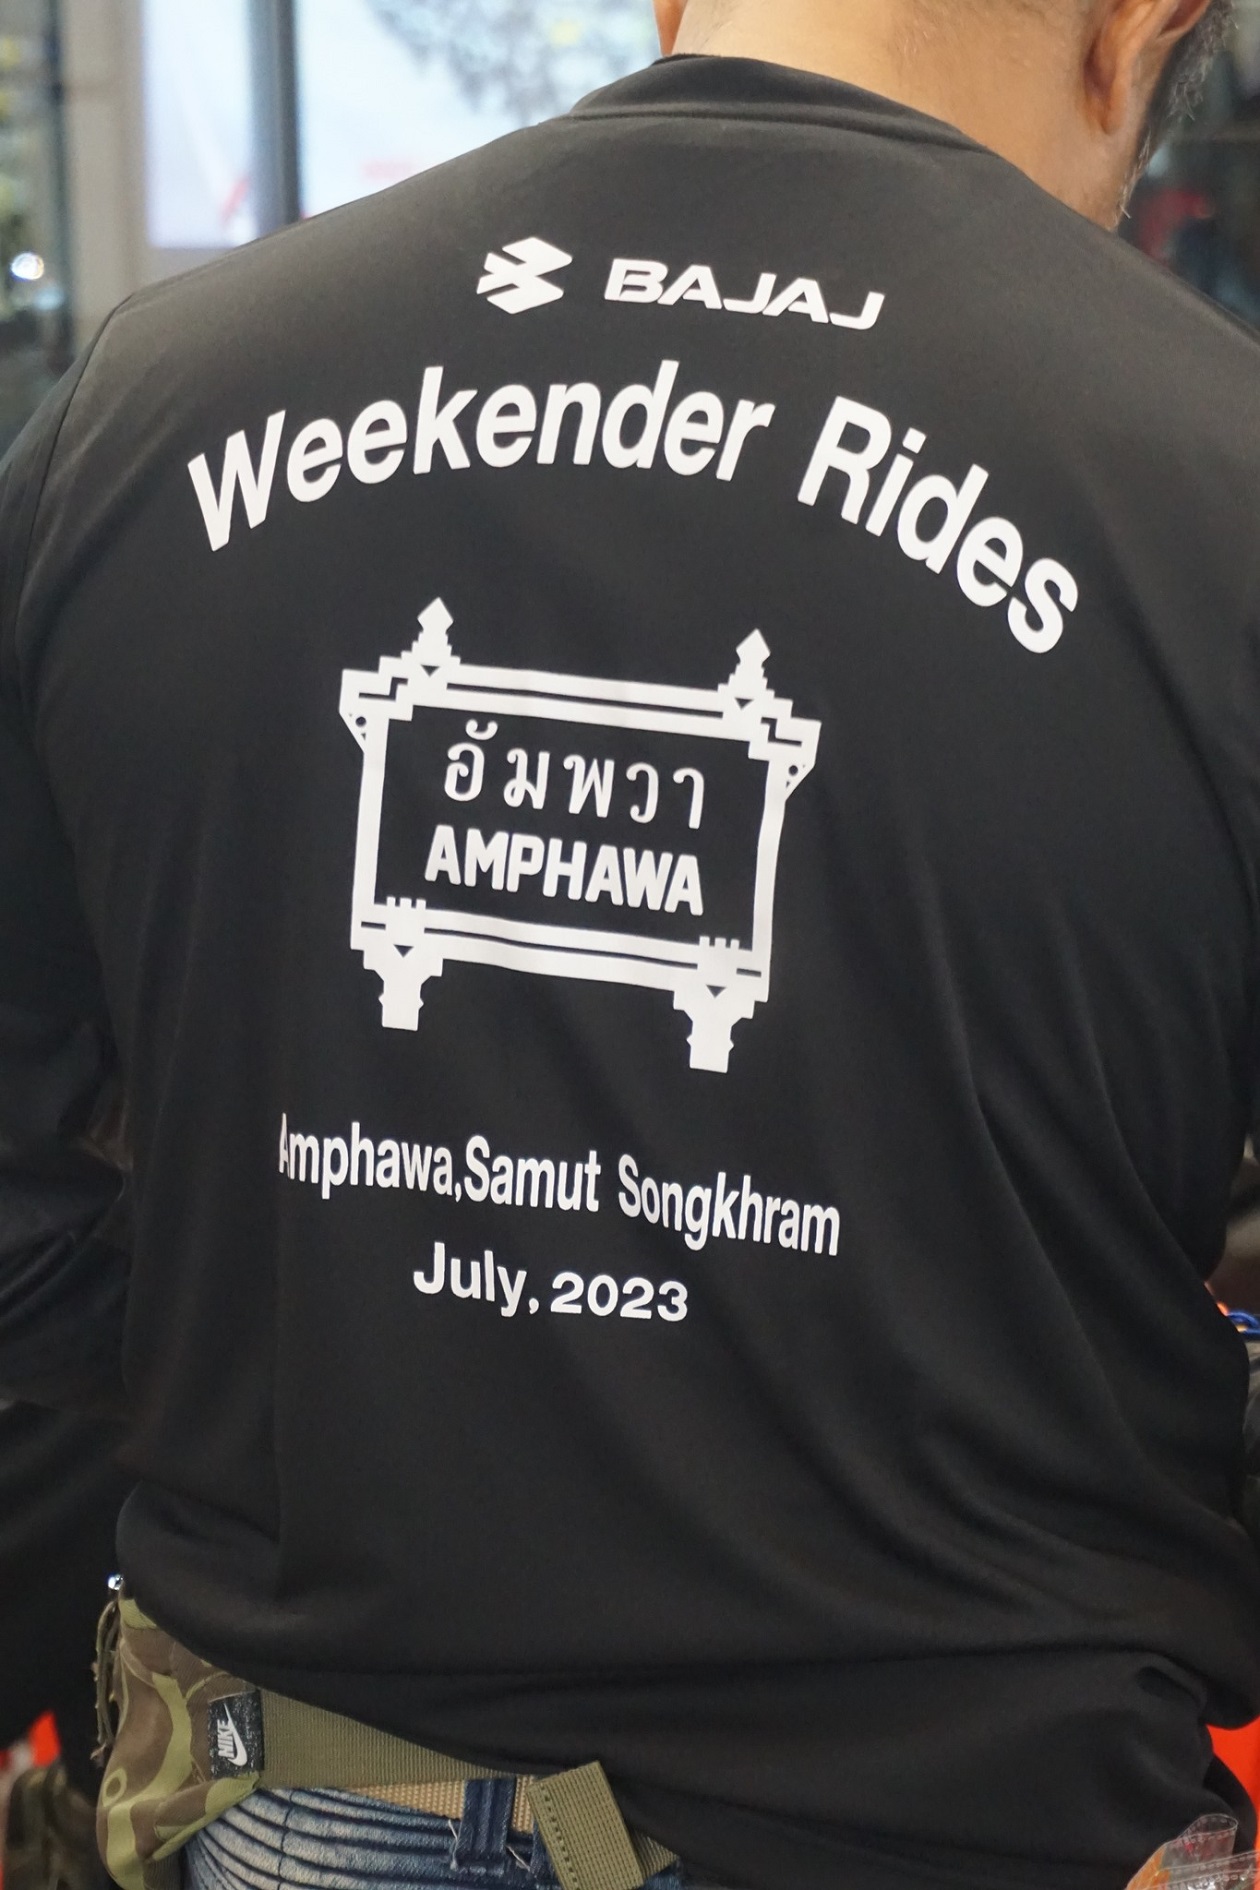 BAJAJ
Weekender Rides
อัมพวา
AMPHAWA
Amphawa,Samut Songkhram
July, 2023
NIKE